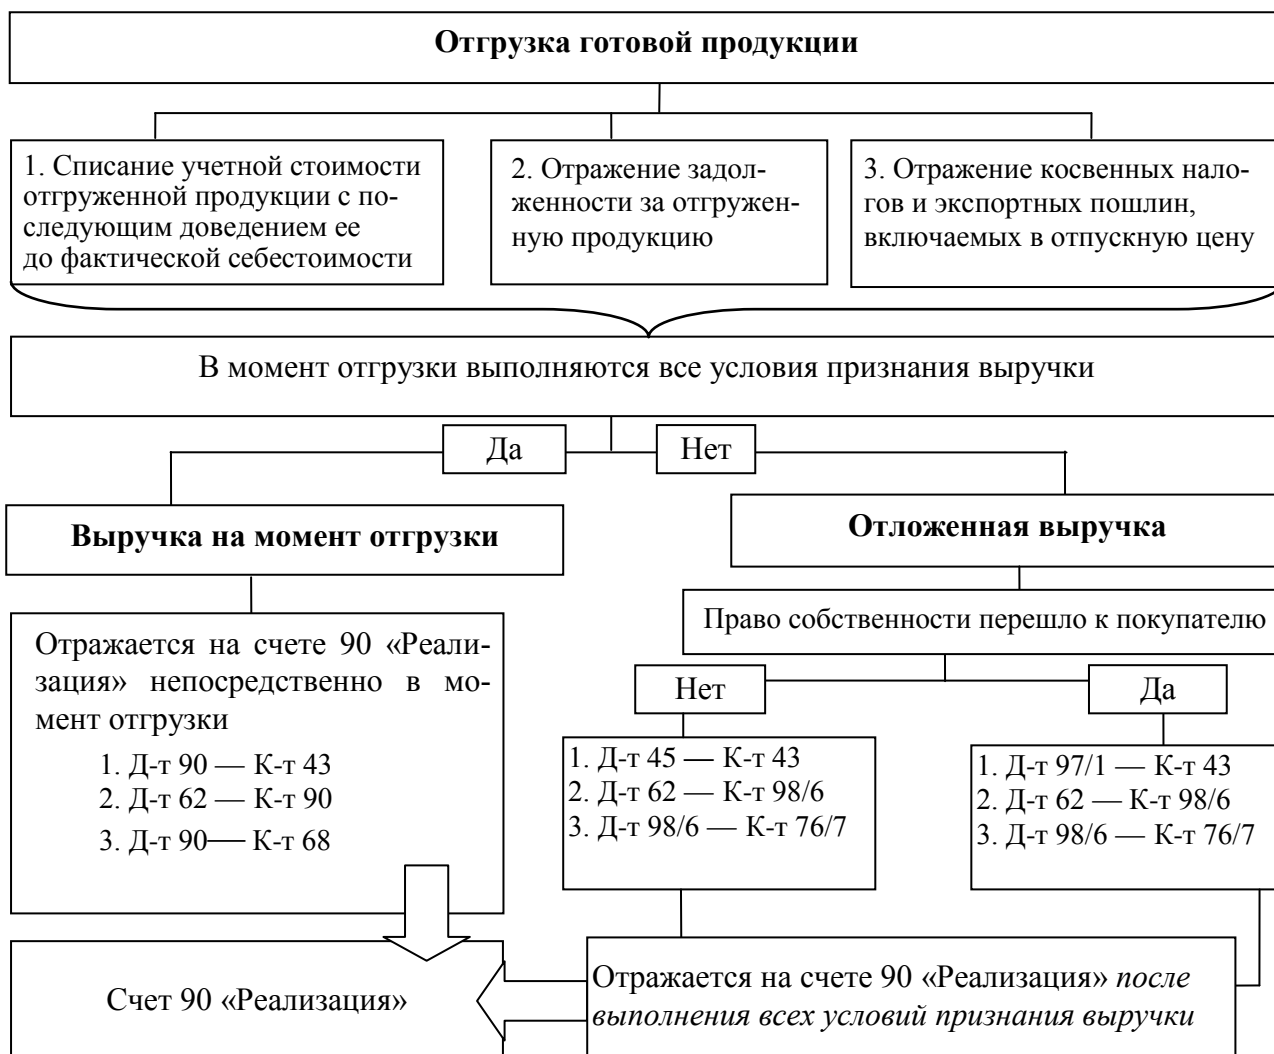 Отгрузка готовой продукции
1. Списание учетной стоимости
отгруженной продукции с по-
следующим доведением ее
до фактической себестоимости
2. Отражение задол-
женности за отгружен-
ную продукцию
3. Отражение косвенных нало-
гов и экспортных пошлин,
включаемых в отпускную цену
В момент отгрузки выполняются все условия признания выручки
Да
Нет
Выручка на момент отгрузки
Отложенная выручка
Право собственности перешло к покупателю
Отражается на счете 90 «Реали-
зация» непосредственно в мо-
мент отгрузки
1. Д-т 90 — К-т 43
2. Д-т 62 — К-т 90
3. Д-т 90— К-т 68
Нет
Да
1. Д-т 45 — К-т 43
2. Д-т 62 — К-т 98/6
3. Д-т 98/6 — К-т 76/7
1. Д-т 97/1 — К-т 43
2. Д-т 62 — К-т 98/6
3. Д-т 98/6 — К-т 76/7
Счет 90 «Реализация»
Отражается на счете 90 «Реализация» после
выполнения всех условий признания выручки